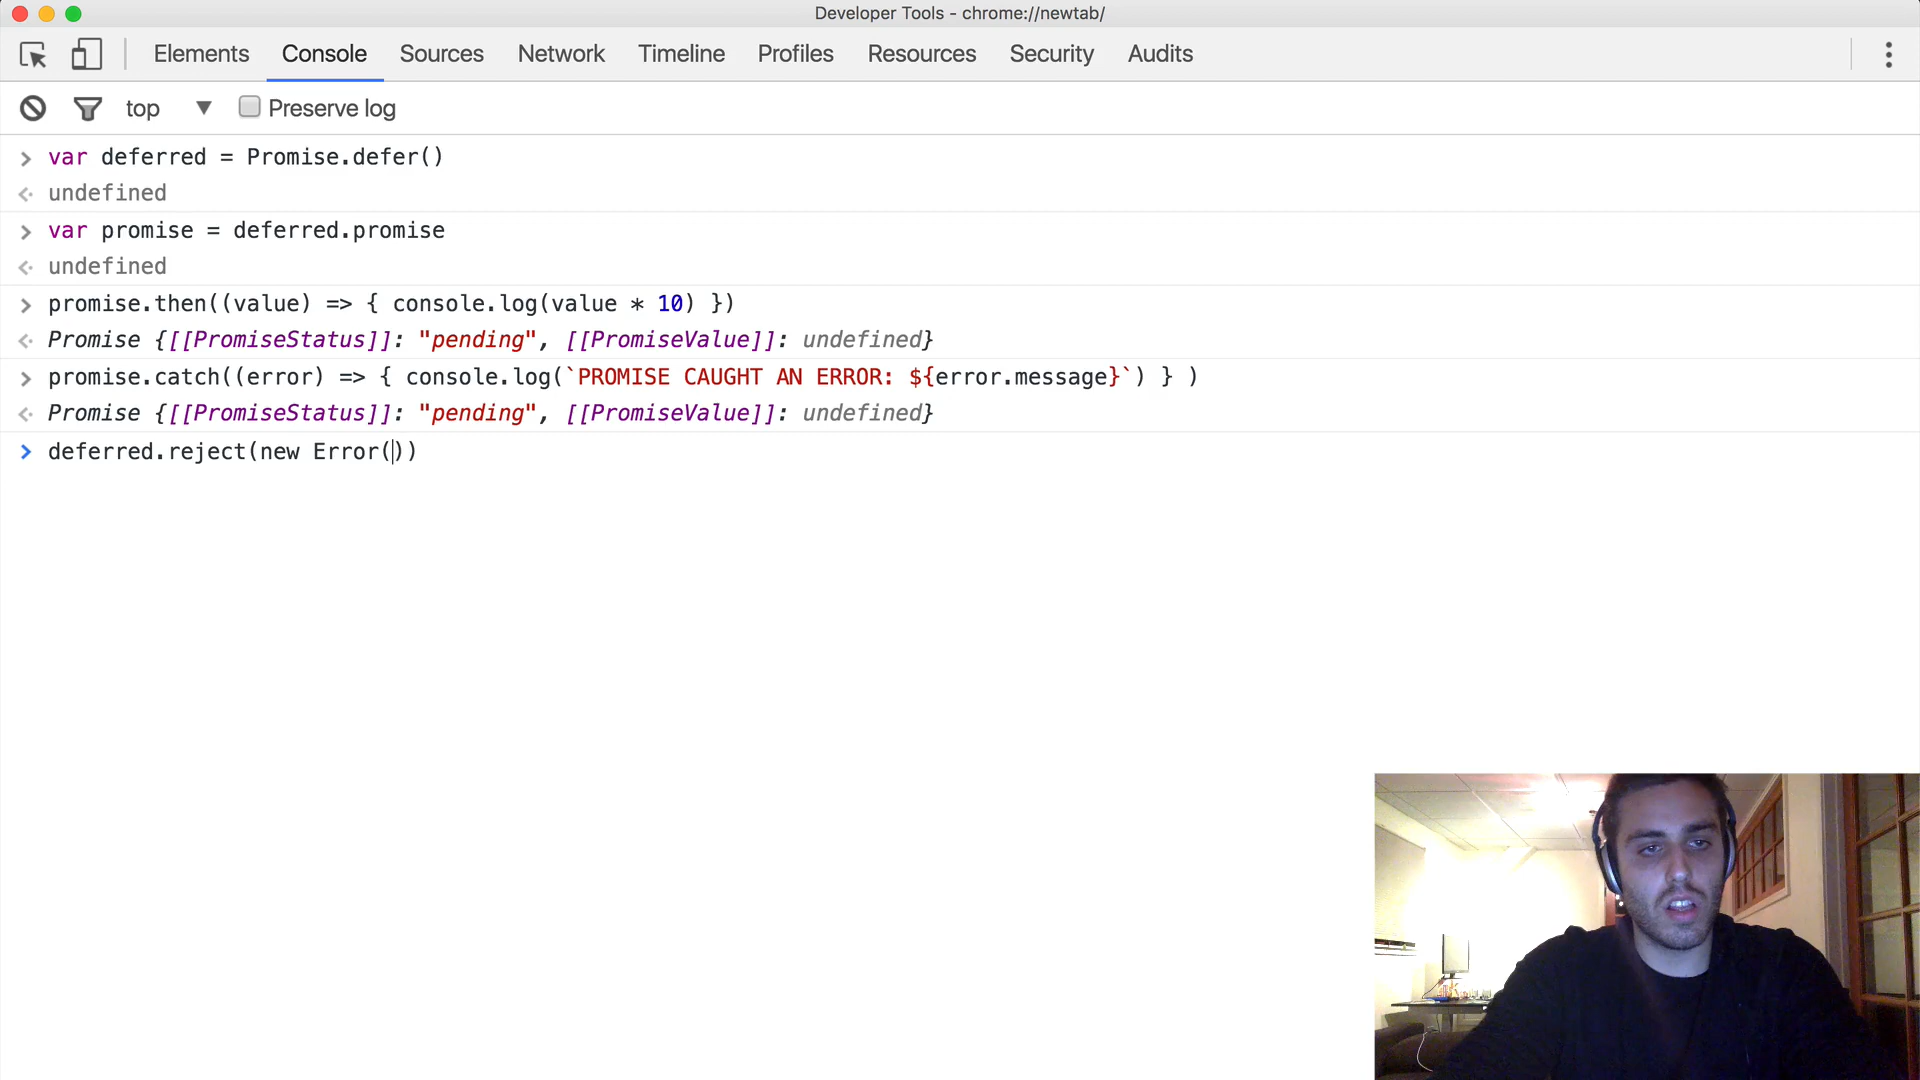 Developer Tools - chrome://newtab/
Elements Console Sources Network Timeline Profiles Resources Security Audits
top ▼ Preserve log
> var deferred = Promise.defer()
undefined
> var promise = deferred.promise
undefined
> promise.then((value) => { console.log(value * 10) })
Promise {[[PromiseStatus]]: "pending", [[PromiseValue]]: undefined}
> promise.catch((error) => { console.log(`PROMISE CAUGHT AN ERROR: ${error.message}`) } )
Promise {[[PromiseStatus]]: "pending", [[PromiseValue]]: undefined}
> deferred.reject(new Error())